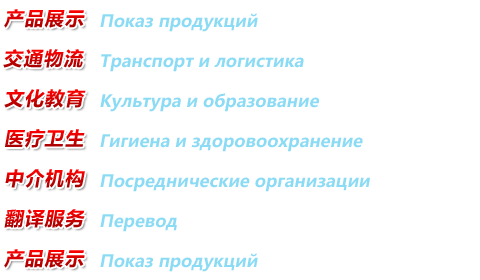 产品展示 Показ продукций
交通物流 Транспорт и логистика
文化教育 Культура и образование
医疗卫生 Гигиена и здоровоохранение
中介机构 Посреднические организации
翻译服务 Перевод
产品展示 Показ продукций